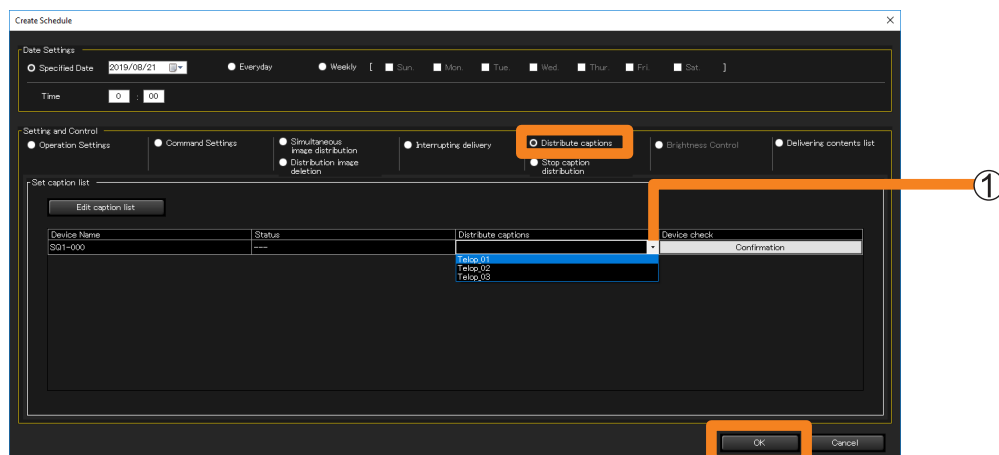 Create Schedule
Date Settings
Specified Date 2019/08/21 Everyday Weekly [ Sun. Mon. Tue. Wed. Thur. Fri. Sat. ]
Time 0 : 00
Setting and Control
Operation Settings Command Settings Simultaneous image distribution Interrupting delivery Distribute captions Brightness Control Delivering contents list
Distribution image deletion Stop caption distribution
Set caption list
①
Edit caption list
Device Name Status Distribute captions Device check
SQ1-000 --- Confirmation
Telop_01
Telop_02
Telop_03
OK Cancel